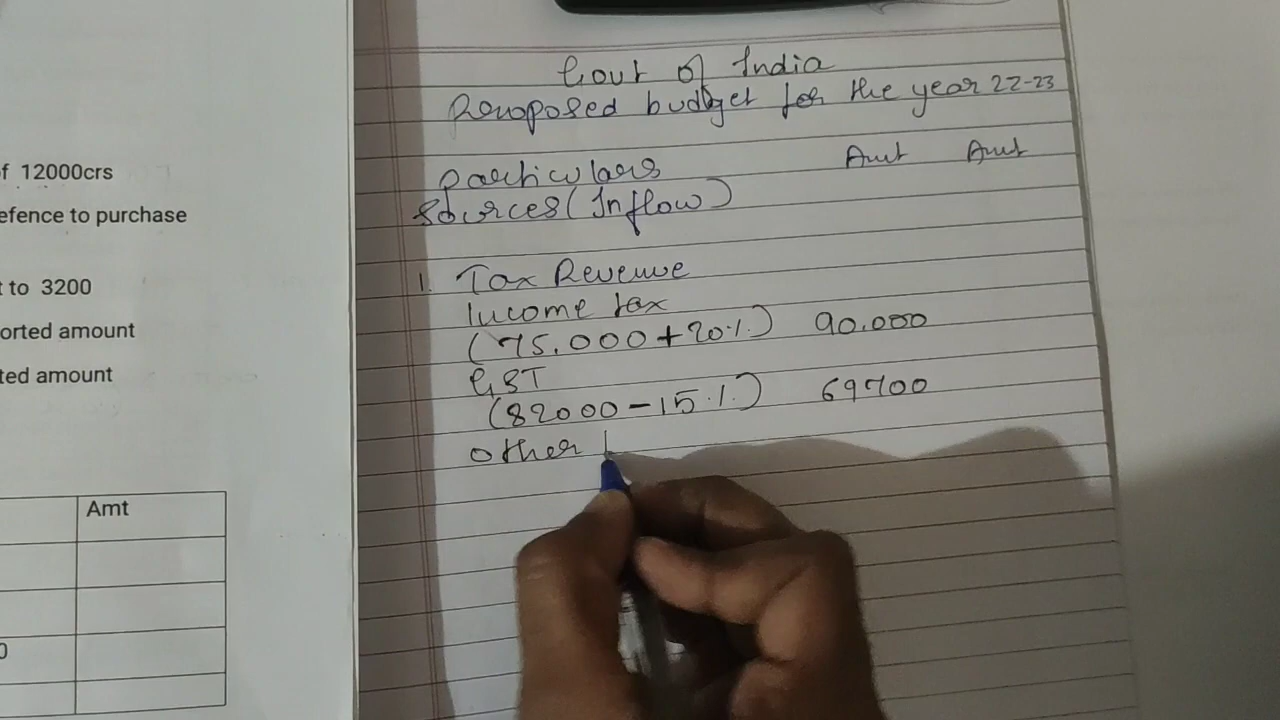 f 12000crs
efence to purchase
t to 3200
orted amount
ted amount
Amt
0
Govt of India
Proposed budget for the year 22-23
Particulars Amt Amt
Sources (Inflow)
1. Tax Revenue
Income tax
(75.000+20%) 90.000
GST
(82000-15%) 69700
other